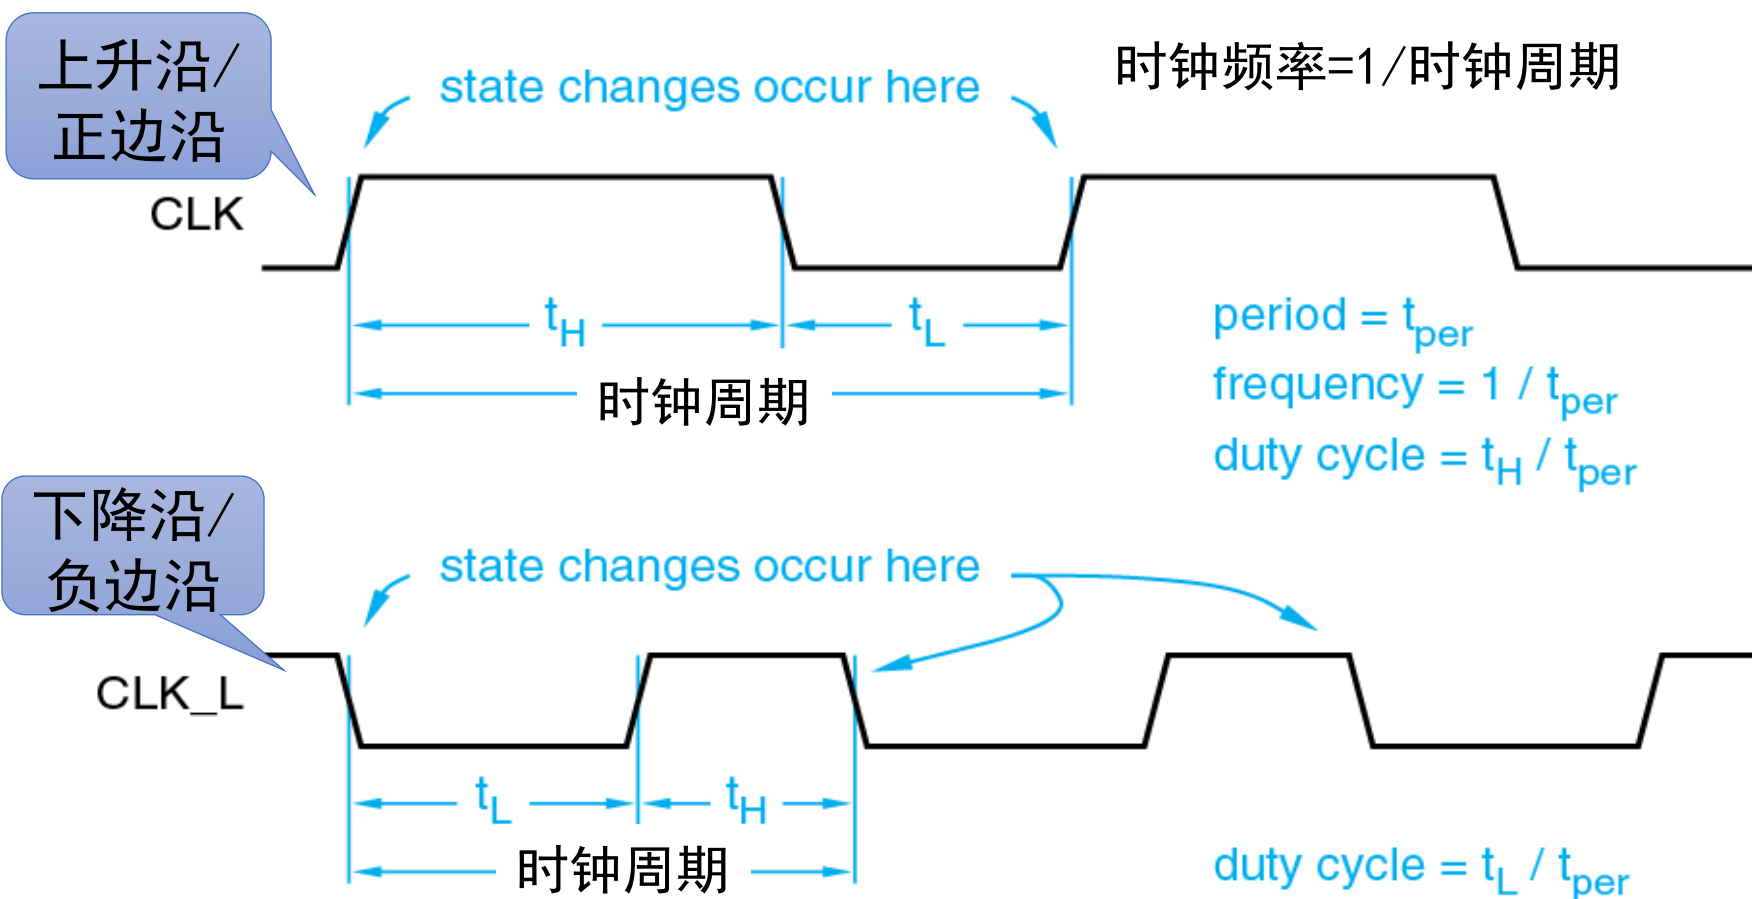 上升沿/
正边沿
state changes occur here
时钟频率=1/时钟周期
CLK
tH
tL
时钟周期
period = tper
frequency = 1 / tper
duty cycle = tH / tper
下降沿/
负边沿
state changes occur here
CLK_L
tL
tH
时钟周期
duty cycle = tL / tper